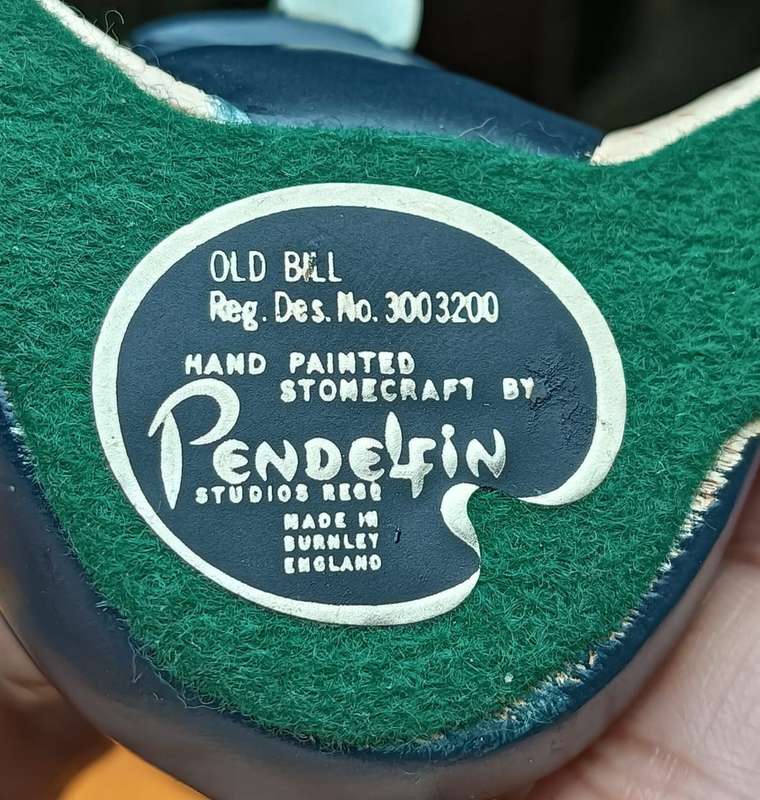 OLD BILL
Reg. Des. No. 3003200
HAND PAINTED
STONECRAFT BY
PENDELFIN
STUDIOS REGD
MADE IN
BURNLEY
ENGLAND